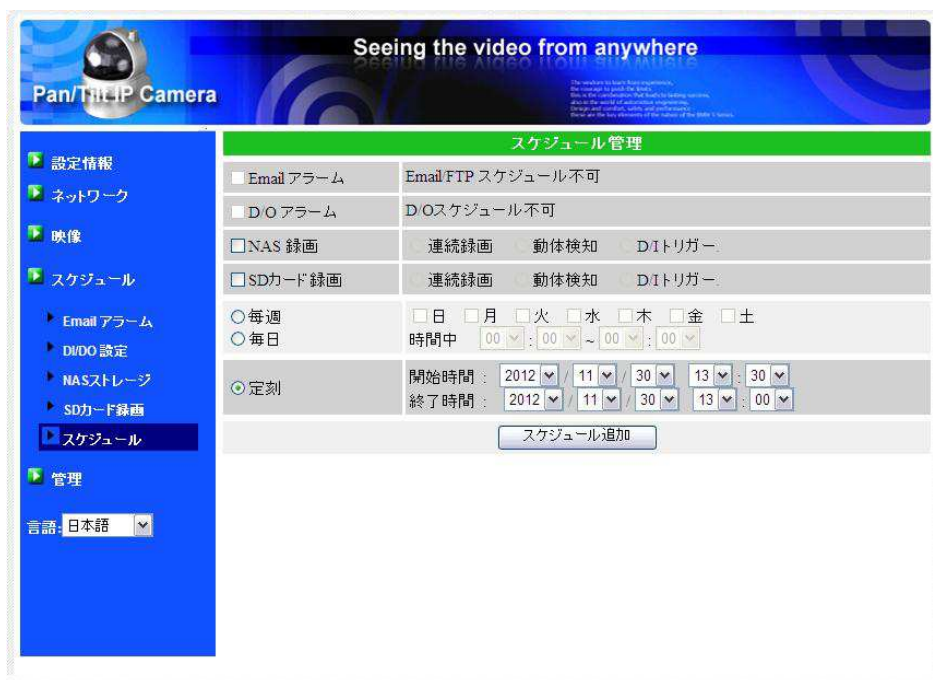 Seeing the video from anywhere
Pan/Tilt IP Camera
設定情報
ネットワーク
映像
スケジュール
Email アラーム
DI/DO 設定
NASストレージ
SDカード録画
スケジュール
管理
言語: 日本語
スケジュール管理
Email アラーム Email/FTP スケジュール不可
D/O アラーム D/Oスケジュール不可
NAS 録画 連続録画 動体検知 D/Iトリガー.
SDカード録画 連続録画 動体検知 D/Iトリガー.
毎週 日 月 火 水 木 金 土
毎日 時間中 00 : 00 ~ 00 : 00
定刻
開始時間 : 2012 / 11 / 30 13 : 30
終了時間 : 2012 / 11 / 30 13 : 00
スケジュール追加